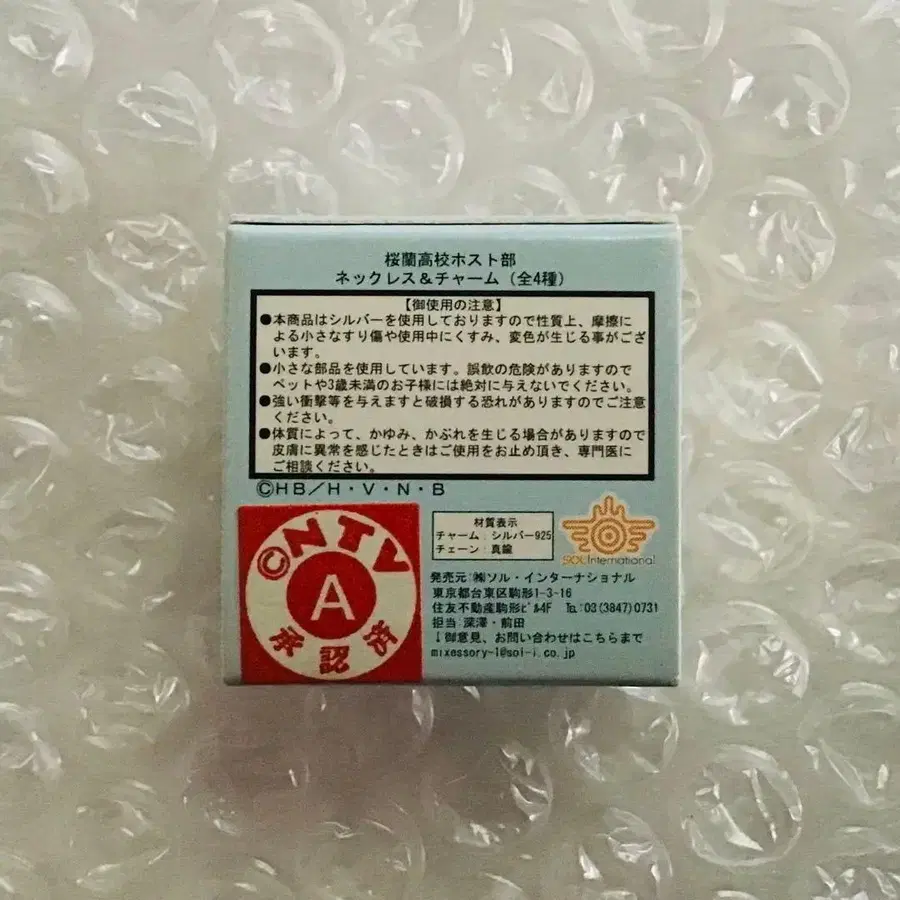 桜蘭高校ホスト部
ネックレス＆チャーム（全4種）
【御使用の注意】
●本商品はシルバーを使用しておりますので性質上、摩擦に
よる小さなすり傷や使用中にくすみ、変色が生じる事がござ
います。
●小さな部品を使用しています。誤飲の危険がありますので
ペットや3歳未満のお子様には絶対に与えないでください。
●強い衝撃等を与えますと破損する恐れがありますのでご注意
ください。
●体質によって、かゆみ、かぶれを生じる場合がありますので
皮膚に異常を感じたときはご使用をお止め頂き、専門医に
ご相談ください。
©HB／H・V・N・B
©NTV
A
承認済
材質表示
チャーム：シルバー925
チェーン：真鍮
SOL International
発売元：㈱ソル・インターナショナル
東京都台東区駒形1-3-16
住友不動産駒形ﾋﾞﾙ4F ℡03(3847)0731
担当：深澤・前田
↓御意見、お問い合わせはこちらまで
mixessory-1@sol-i.co.jp